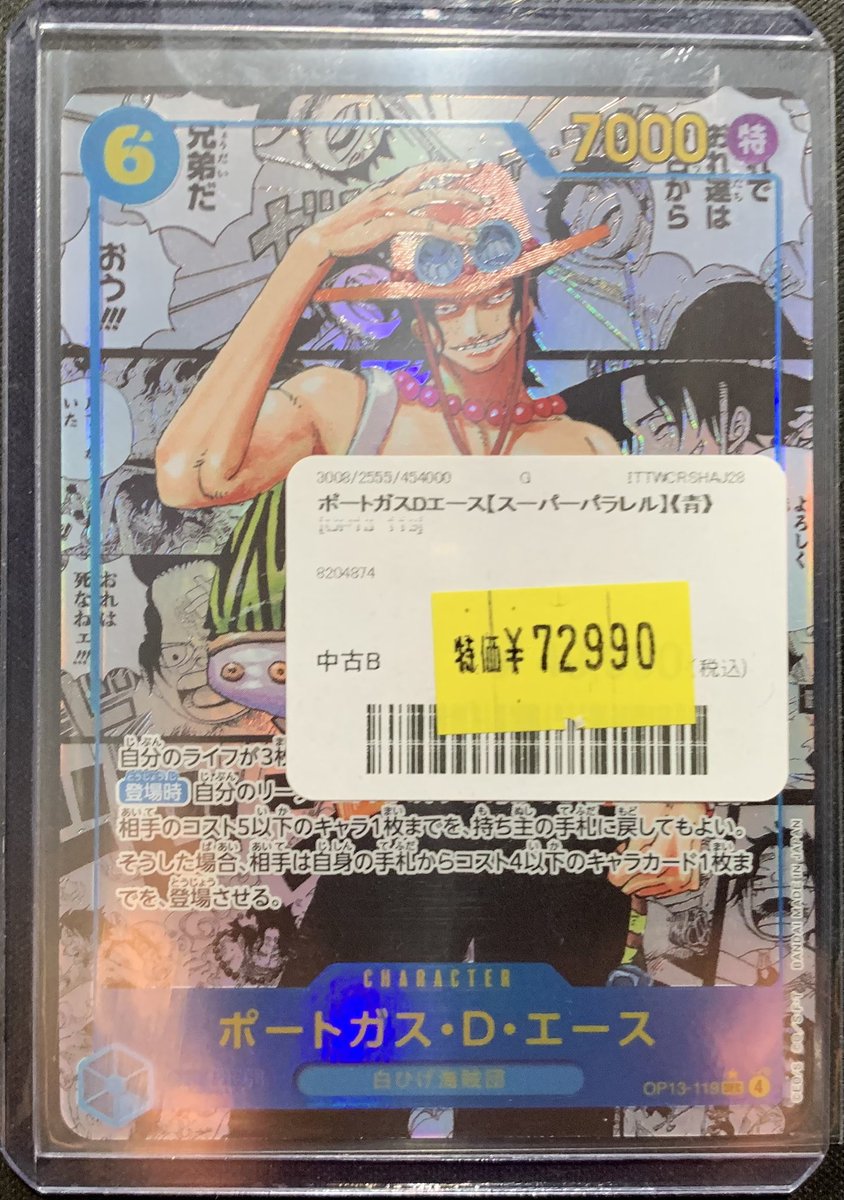 6
7000
特
兄弟だ
きょうだい
おう!!!
おれ達は
から
で
いた
よろしく
おれは
死なねェ!!!
3008/2555/454000 G ITTWCRSHAJ28
ポートガスDエース【スーパーパラレル】《青》
8204874
中古B
特価¥72990
(税込)
自分のライフが3枚
登場時 自分のリーダ
相手のコスト5以下のキャラ1枚までを、持ち主の手札に戻してもよい。
そうした場合、相手は自身の手札からコスト4以下のキャラカード1枚ま
でを、登場させる。
CHARACTER
ポートガス・D・エース
白ひげ海賊団
OP13-119 SEC 4
BANDAI MADE IN JAPAN